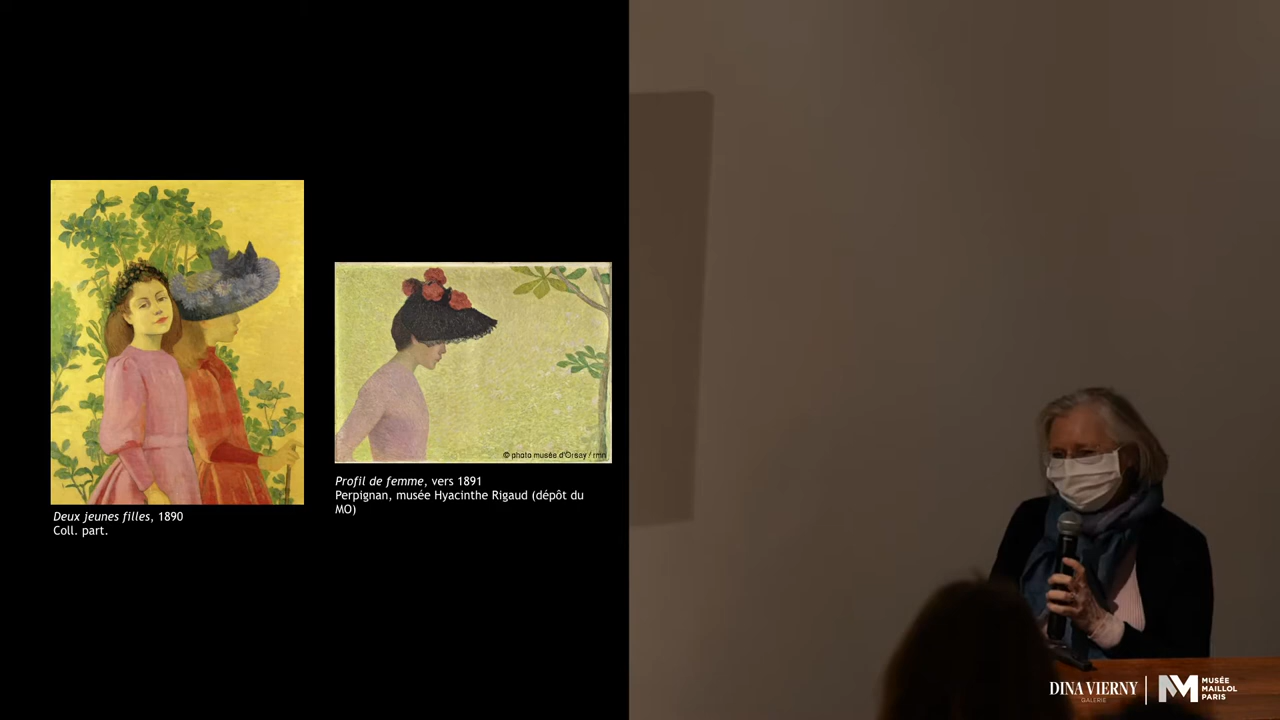 © photo musée d'Orsay / rmn
Profil de femme, vers 1891
Perpignan, musée Hyacinthe Rigaud (dépôt du
MO)
Deux jeunes filles, 1890
Coll. part.
DINA VIERNY
GALERIE
MUSÉE
MAILLOL
PARIS